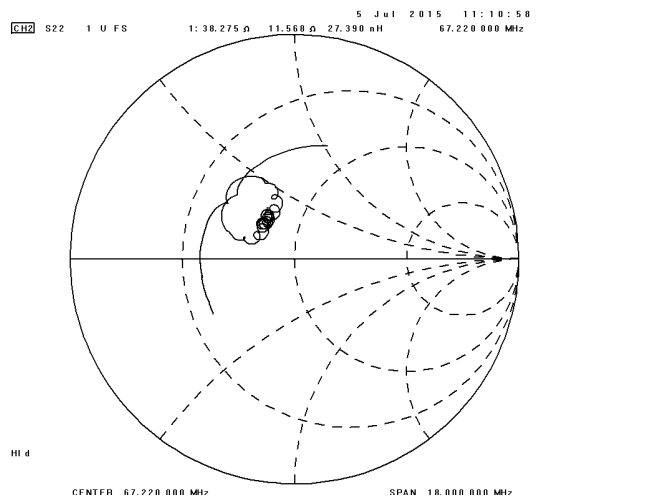 5 Jul 2015 11:10:58
CH2 S22 1 U FS 1: 38.275 Ω 11.568 Ω 27.390 nH 67.220 000 MHz
HI d
CENTER 67.220 000 MHz SPAN 18.000 000 MHz